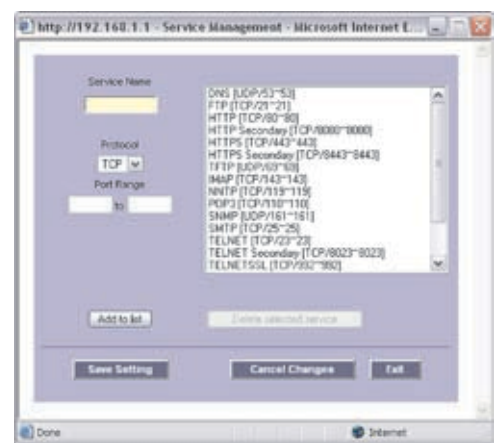 http://192.168.1.1 - Service Management - Microsoft Internet E...
Service Name
Protocol
TCP
Port Range
to
DNS [UDP/53~53]
FTP [TCP/21~21]
HTTP [TCP/80~80]
HTTP Secondary [TCP/8080~8080]
HTTPS [TCP/443~443]
HTTPS Secondary [TCP/8443~8443]
TFTP [UDP/69~69]
IMAP [TCP/143~143]
NNTP [TCP/119~119]
POP3 [TCP/110~110]
SNMP [UDP/161~161]
SMTP [TCP/25~25]
TELNET [TCP/23~23]
TELNET Secondary [TCP/8023~8023]
TELNETSSL [TCP/992~992]
Add to list
Delete selected service
Save Setting
Cancel Changes
Exit
Done
Internet